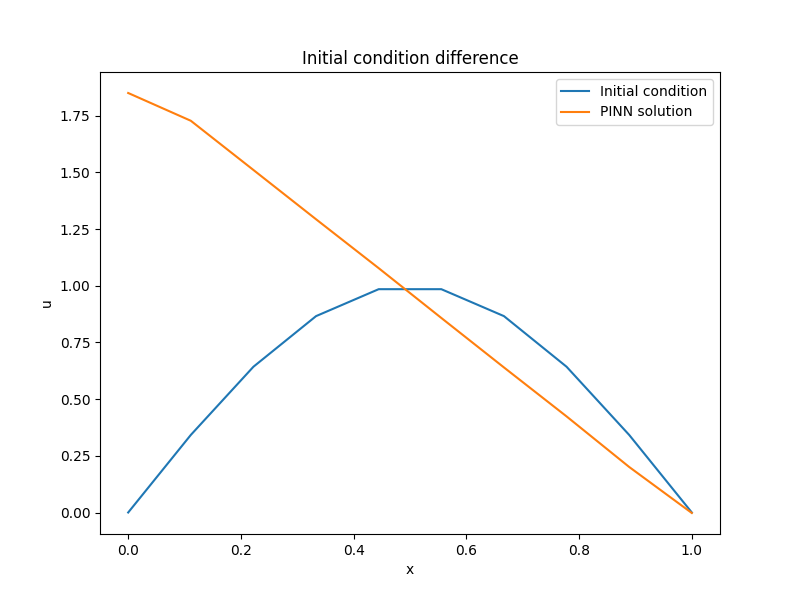 Initial condition difference
Initial condition
PINN solution
1.75
1.50
1.25
1.00
0.75
0.50
0.25
0.00
u
0.0 0.2 0.4 0.6 0.8 1.0
x